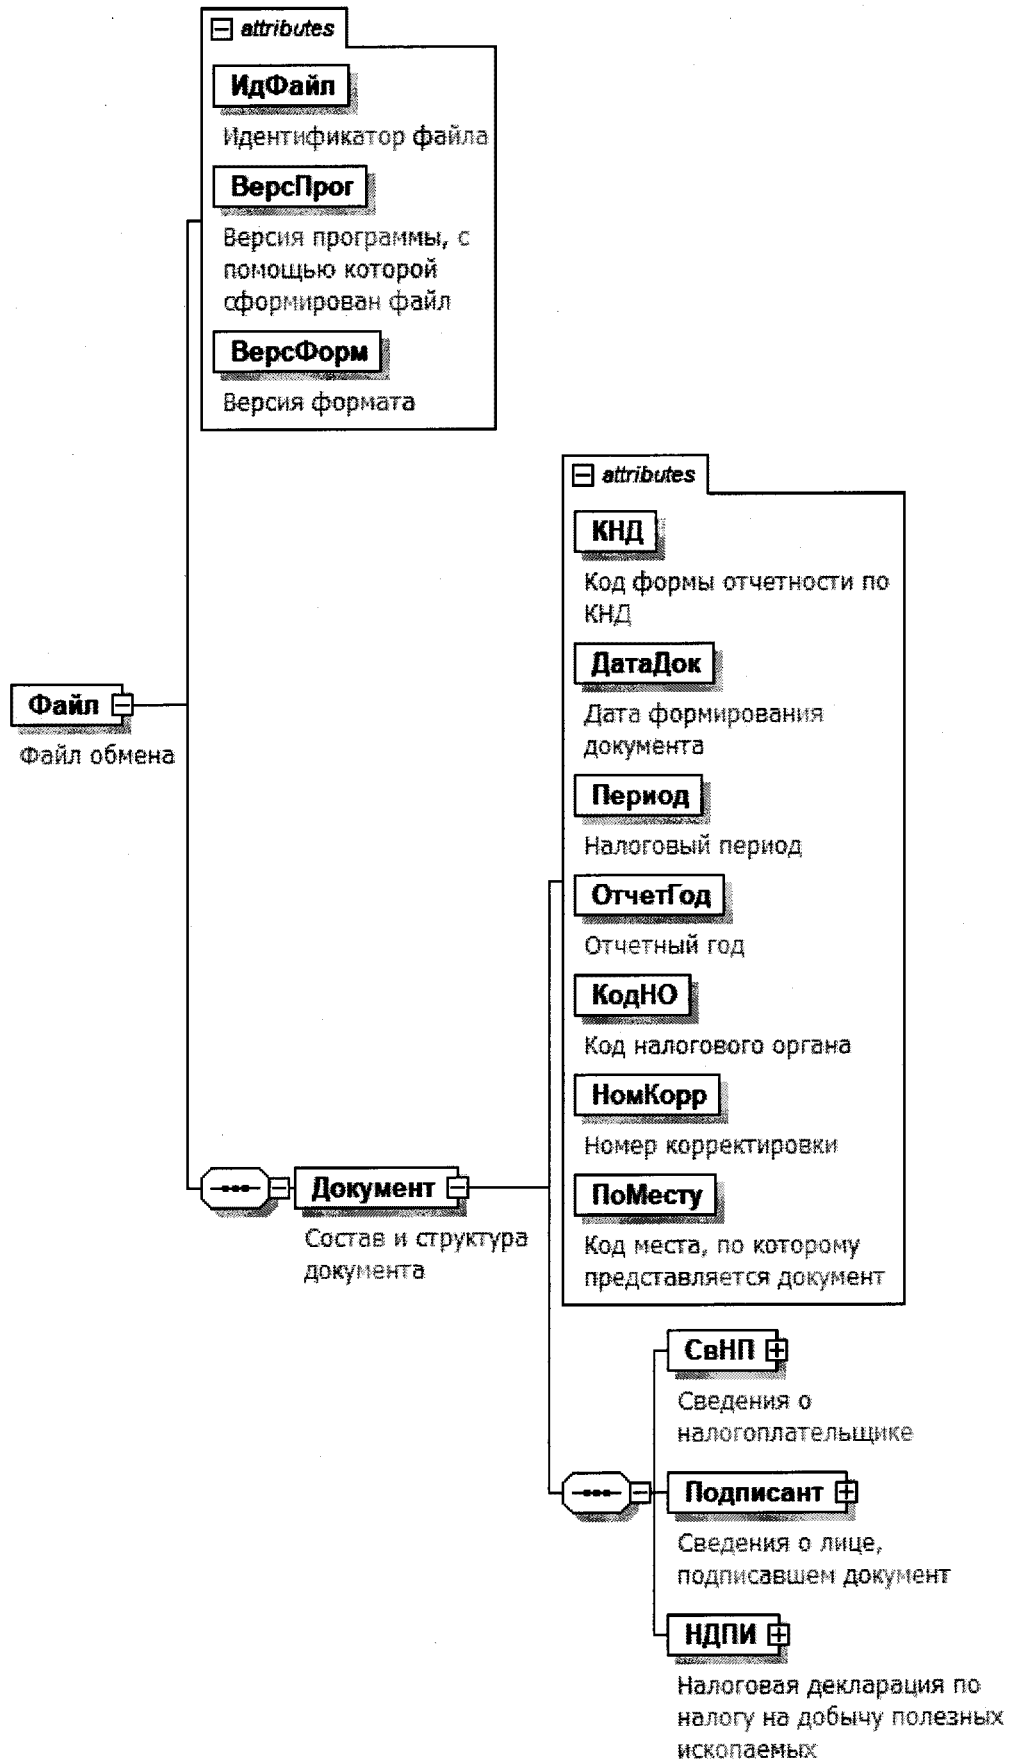 attributes
ИдФайл
Идентификатор файла
ВерсПрог
Версия программы, с
помощью которой
сформирован файл
ВерсФорм
Версия формата
attributes
КНД
Код формы отчетности по
КНД
ДатаДок
Дата формирования
документа
Период
Налоговый период
ОтчетГод
Отчетный год
КодНО
Код налогового органа
НомКорр
Номер корректировки
ПоМесту
Код места, по которому
представляется документ
Файл
Файл обмена
Документ
Состав и структура
документа
СвНП
Сведения о
налогоплательщике
Подписант
Сведения о лице,
подписавшем документ
НДПИ
Налоговая декларация по
налогу на добычу полезных
ископаемых